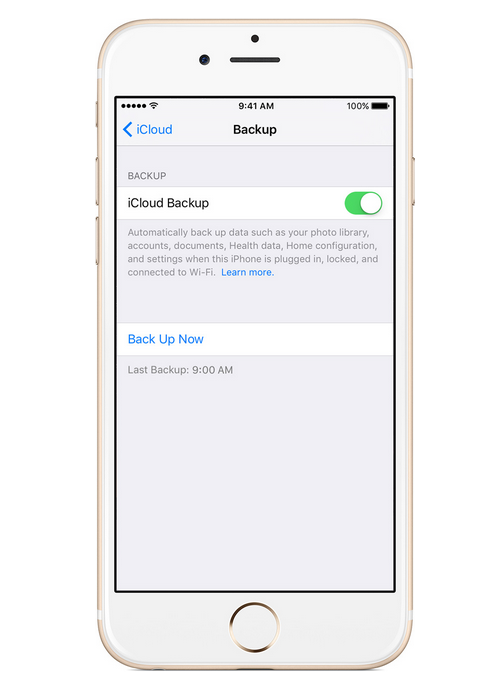 9:41 AM 100%
iCloud Backup
BACKUP
iCloud Backup
Automatically back up data such as your photo library,
accounts, documents, Health data, Home configuration,
and settings when this iPhone is plugged in, locked, and
connected to Wi-Fi. Learn more.
Back Up Now
Last Backup: 9:00 AM